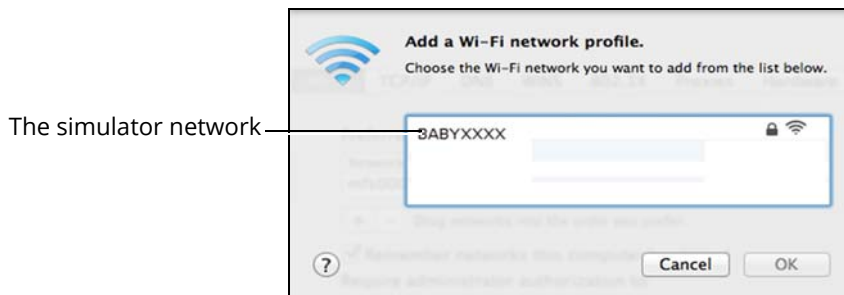 Add a Wi-Fi network profile.
Choose the Wi-Fi network you want to add from the list below.
The simulator network
BABYXXXX
? Cancel OK